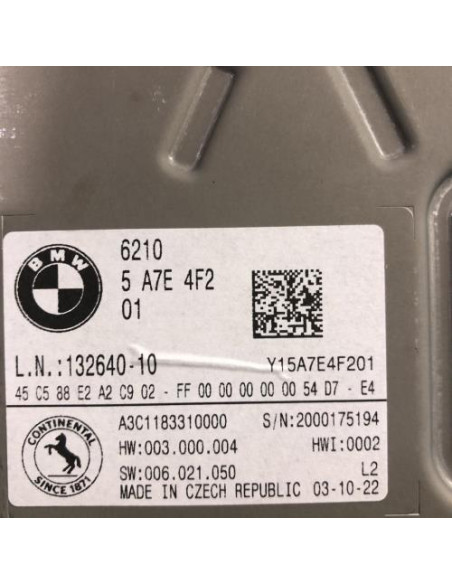 BMW
6210
5 A7E 4F2
01
L.N.:132640-10 Y15A7E4F201
45 C5 88 E2 A2 C9 02 - FF 00 00 00 00 00 54 D7 - E4
CONTINENTAL
SINCE 1871
A3C1183310000 S/N:2000175194
HW:003.000.004 HWI:0002
SW:006.021.050 L2
MADE IN CZECH REPUBLIC 03-10-22